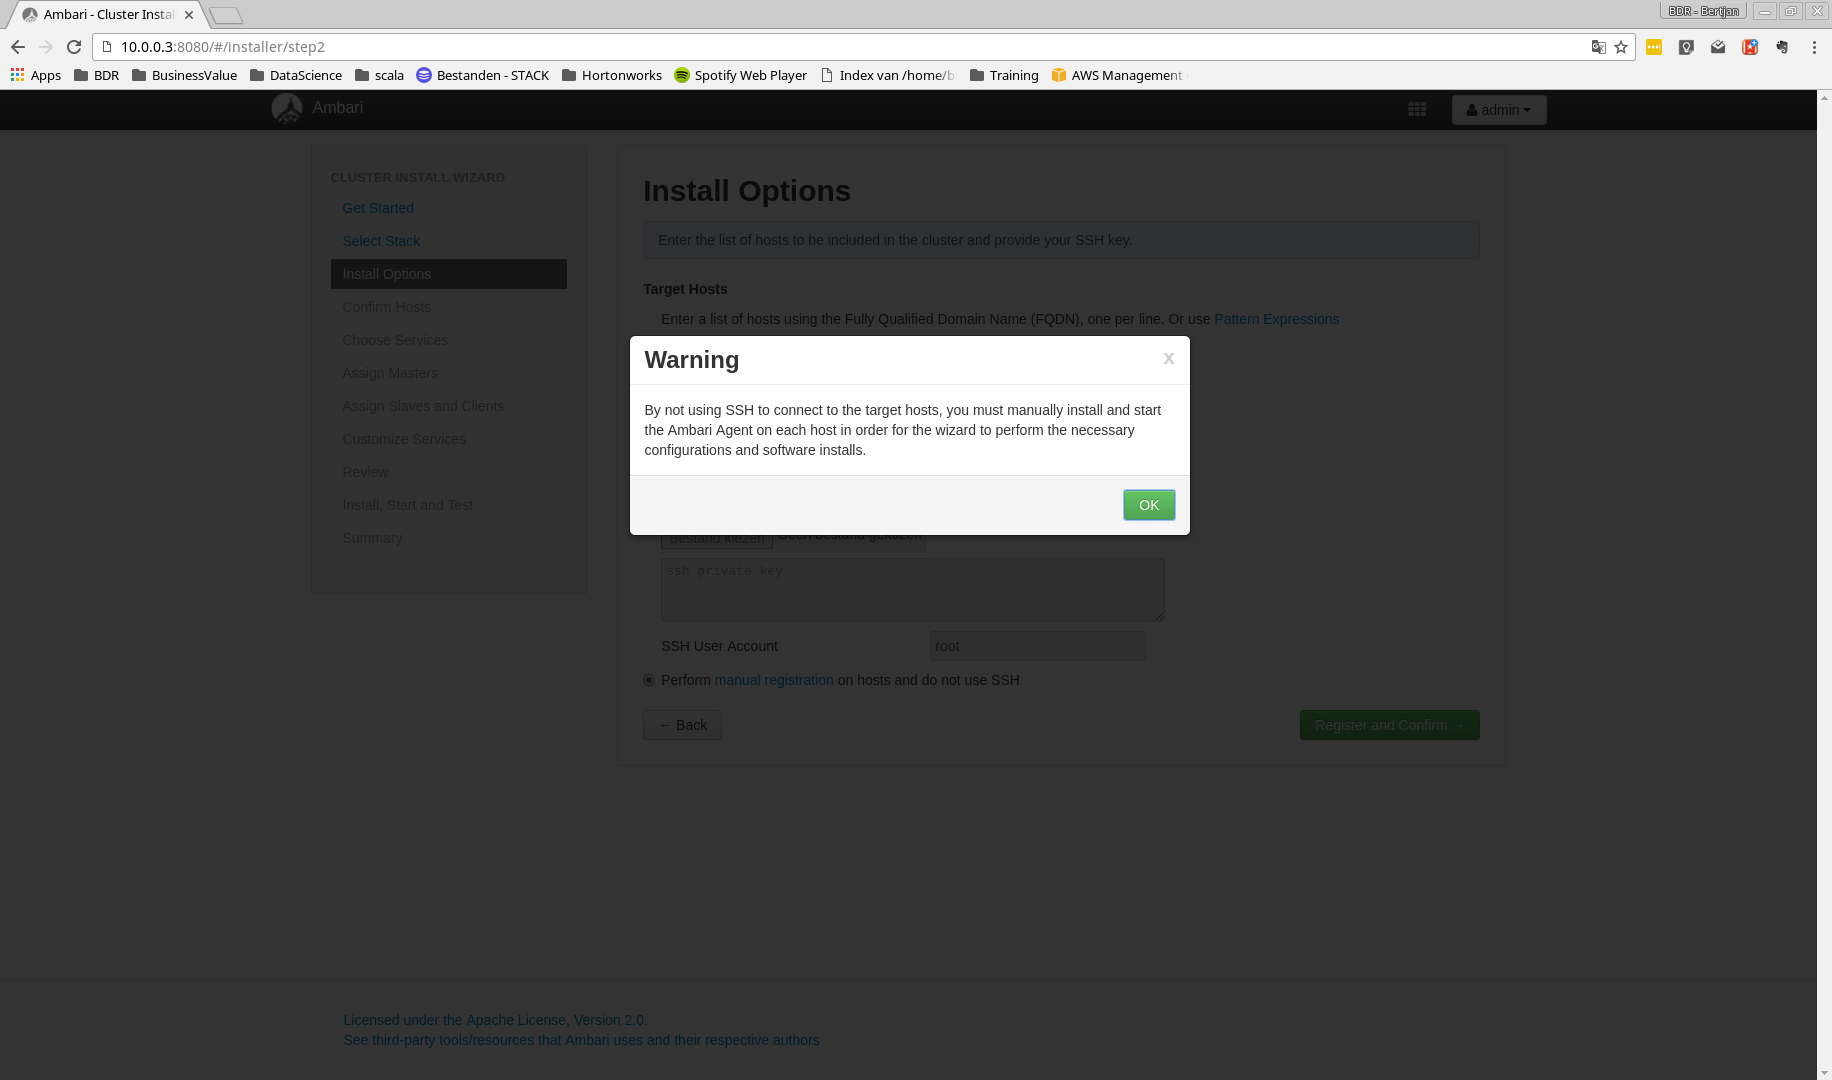 Ambari - Cluster Instal
BDR - Bertjan
10.0.0.3:8080/#/installer/step2
Apps BDR BusinessValue DataScience scala Bestanden - STACK Hortonworks Spotify Web Player Index van /home/b Training AWS Management
Ambari
admin
CLUSTER INSTALL WIZARD
Get Started
Select Stack
Install Options
Confirm Hosts
Choose Services
Assign Masters
Assign Slaves and Clients
Customize Services
Review
Install, Start and Test
Summary
Install Options
Enter the list of hosts to be included in the cluster and provide your SSH key.
Target Hosts
Enter a list of hosts using the Fully Qualified Domain Name (FQDN), one per line. Or use Pattern Expressions
Warning
x
By not using SSH to connect to the target hosts, you must manually install and start
the Ambari Agent on each host in order for the wizard to perform the necessary
configurations and software installs.
OK
Bestand kiezen Geen bestand gekozen
ssh private key
SSH User Account root
Perform manual registration on hosts and do not use SSH
← Back
Register and Confirm →
Licensed under the Apache License, Version 2.0.
See third-party tools/resources that Ambari uses and their respective authors